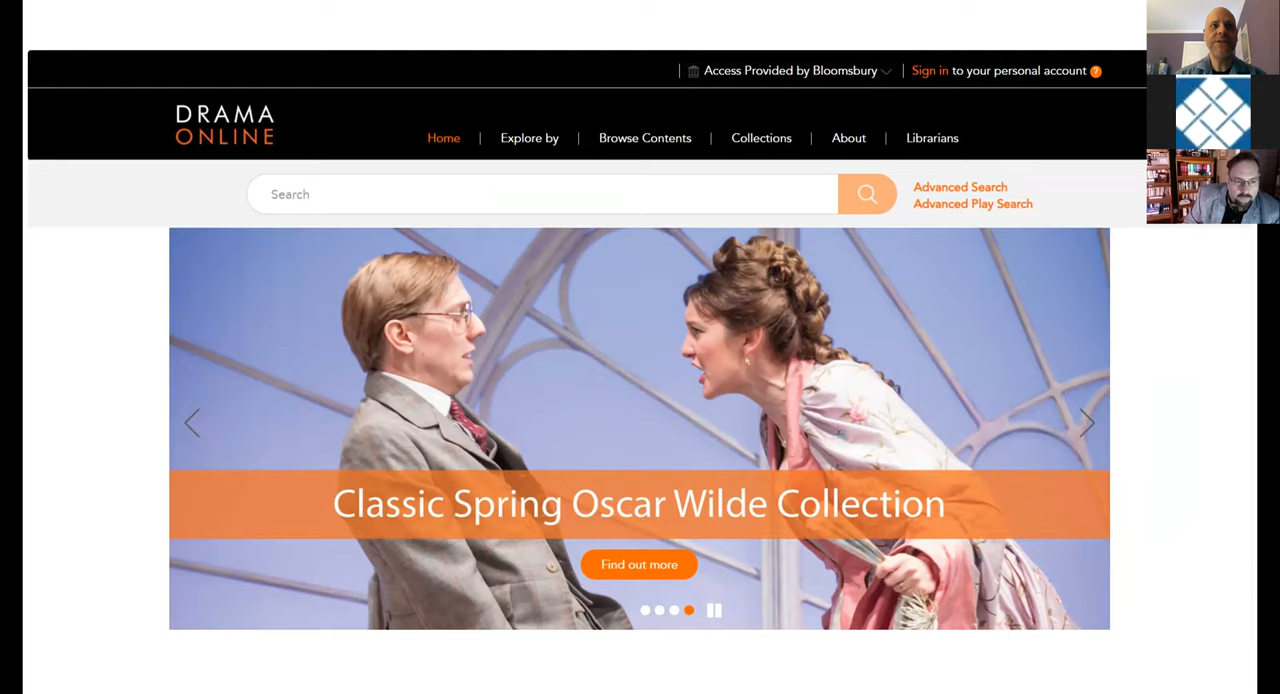 Access Provided by Bloomsbury
Sign in to your personal account ?
DRAMA
ONLINE
Home
Explore by
Browse Contents
Collections
About
Librarians
Search
Advanced Search
Advanced Play Search
Classic Spring Oscar Wilde Collection
Find out more